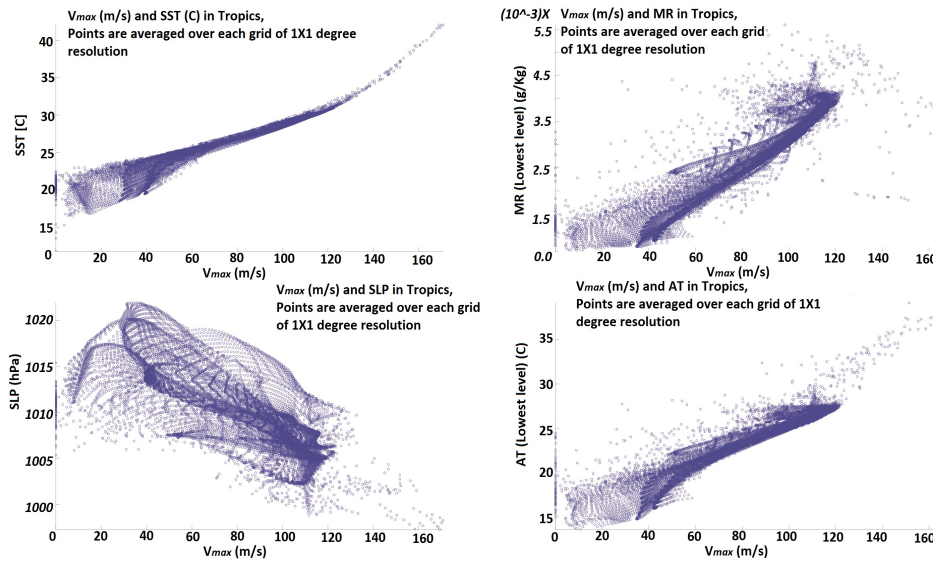 Vmax (m/s) and SST (C) in Tropics,
Points are averaged over each grid of 1X1 degree
resolution
40
35
30
25
20
15
0
SST [C]
20 40 60 80 100 120 140 160
Vmax (m/s)
(10^-3)X Vmax (m/s) and MR in Tropics,
Points are averaged over each grid
of 1X1 degree resolution
5.5
4.5
3.5
2.5
1.5
0.0
MR (Lowest level) (g/Kg)
20 40 60 80 100 120 140 160
Vmax (m/s)
Vmax (m/s) and SLP in Tropics,
Points are averaged over each grid
of 1X1 degree resolution
1020
1015
1010
1005
1000
SLP (hPa)
0 20 40 60 80 100 120 140 160
Vmax (m/s)
Vmax (m/s) and AT in Tropics,
Points are averaged over each grid of 1X1
degree resolution
35
30
25
20
15
AT (Lowest level) (C)
0 20 40 60 80 100 120 140 160
Vmax (m/s)